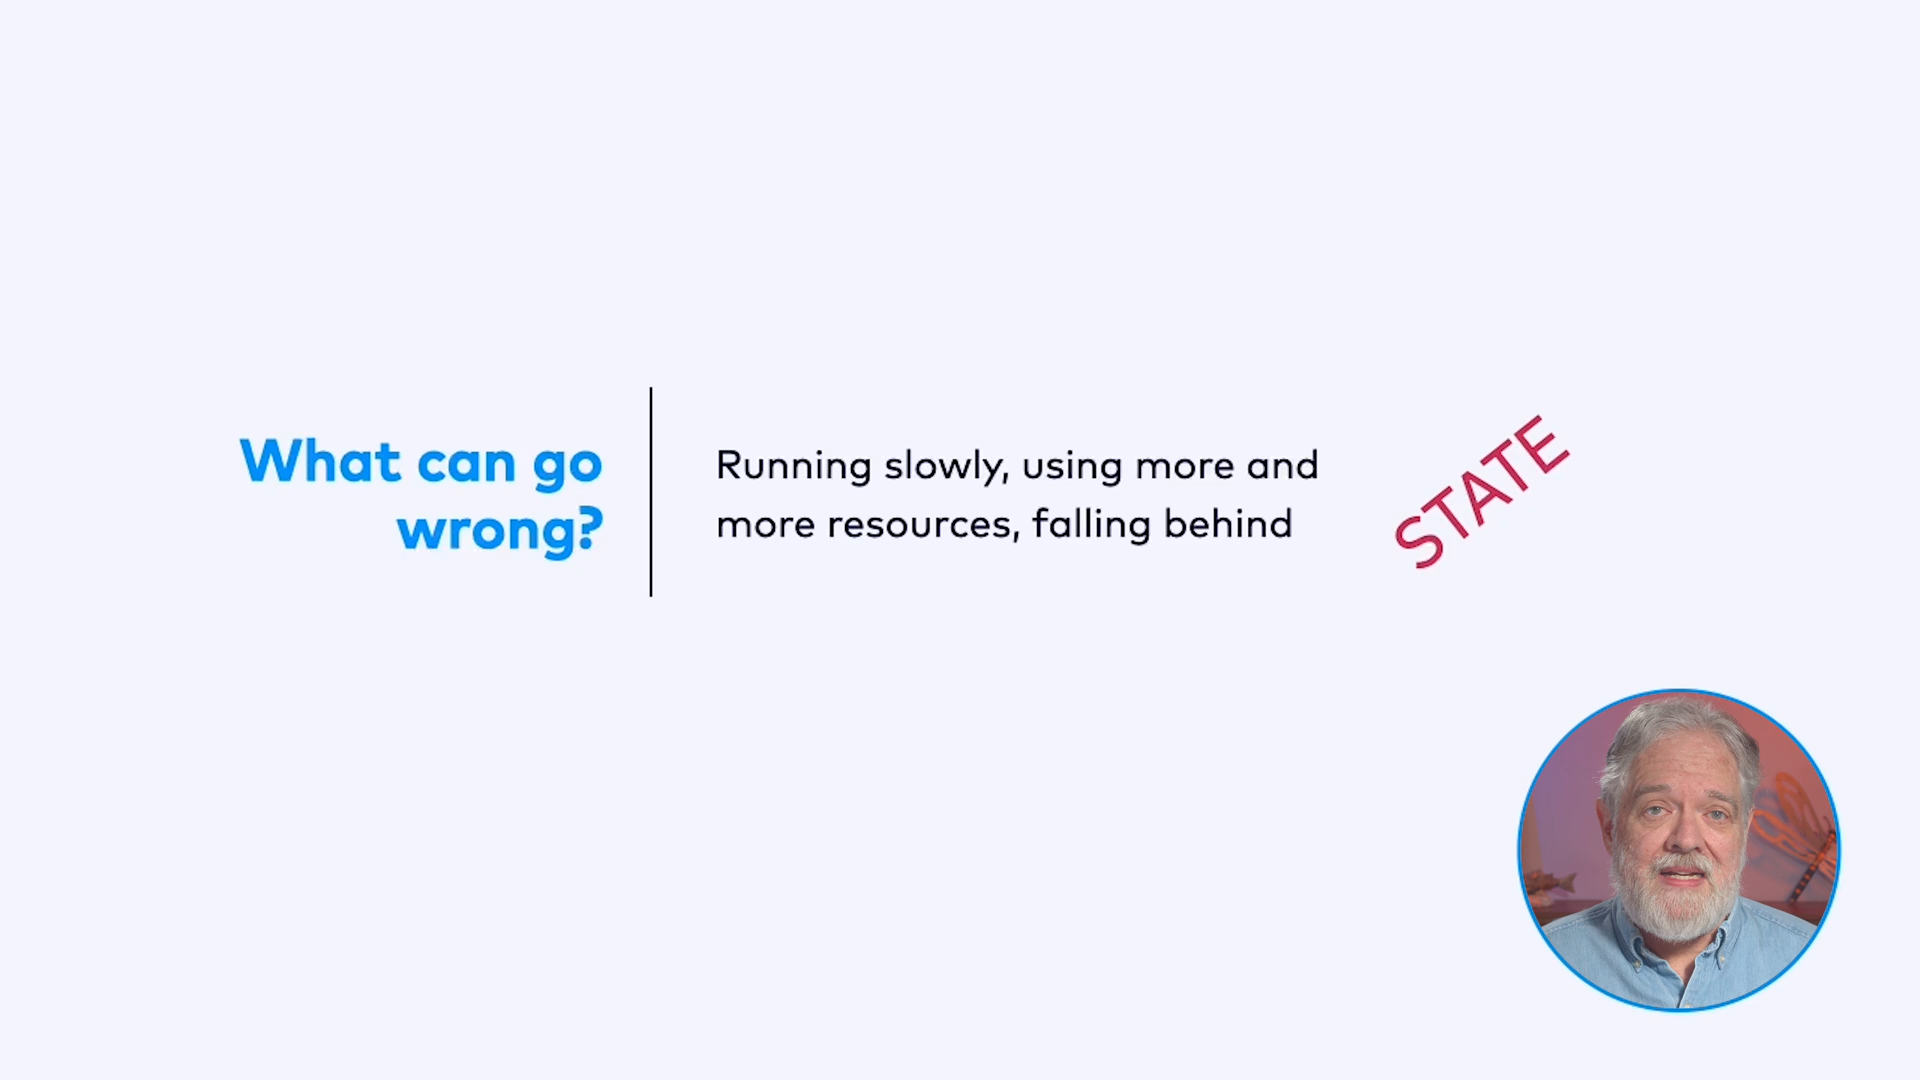 What can go
wrong?
Running slowly, using more and
more resources, falling behind
STATE